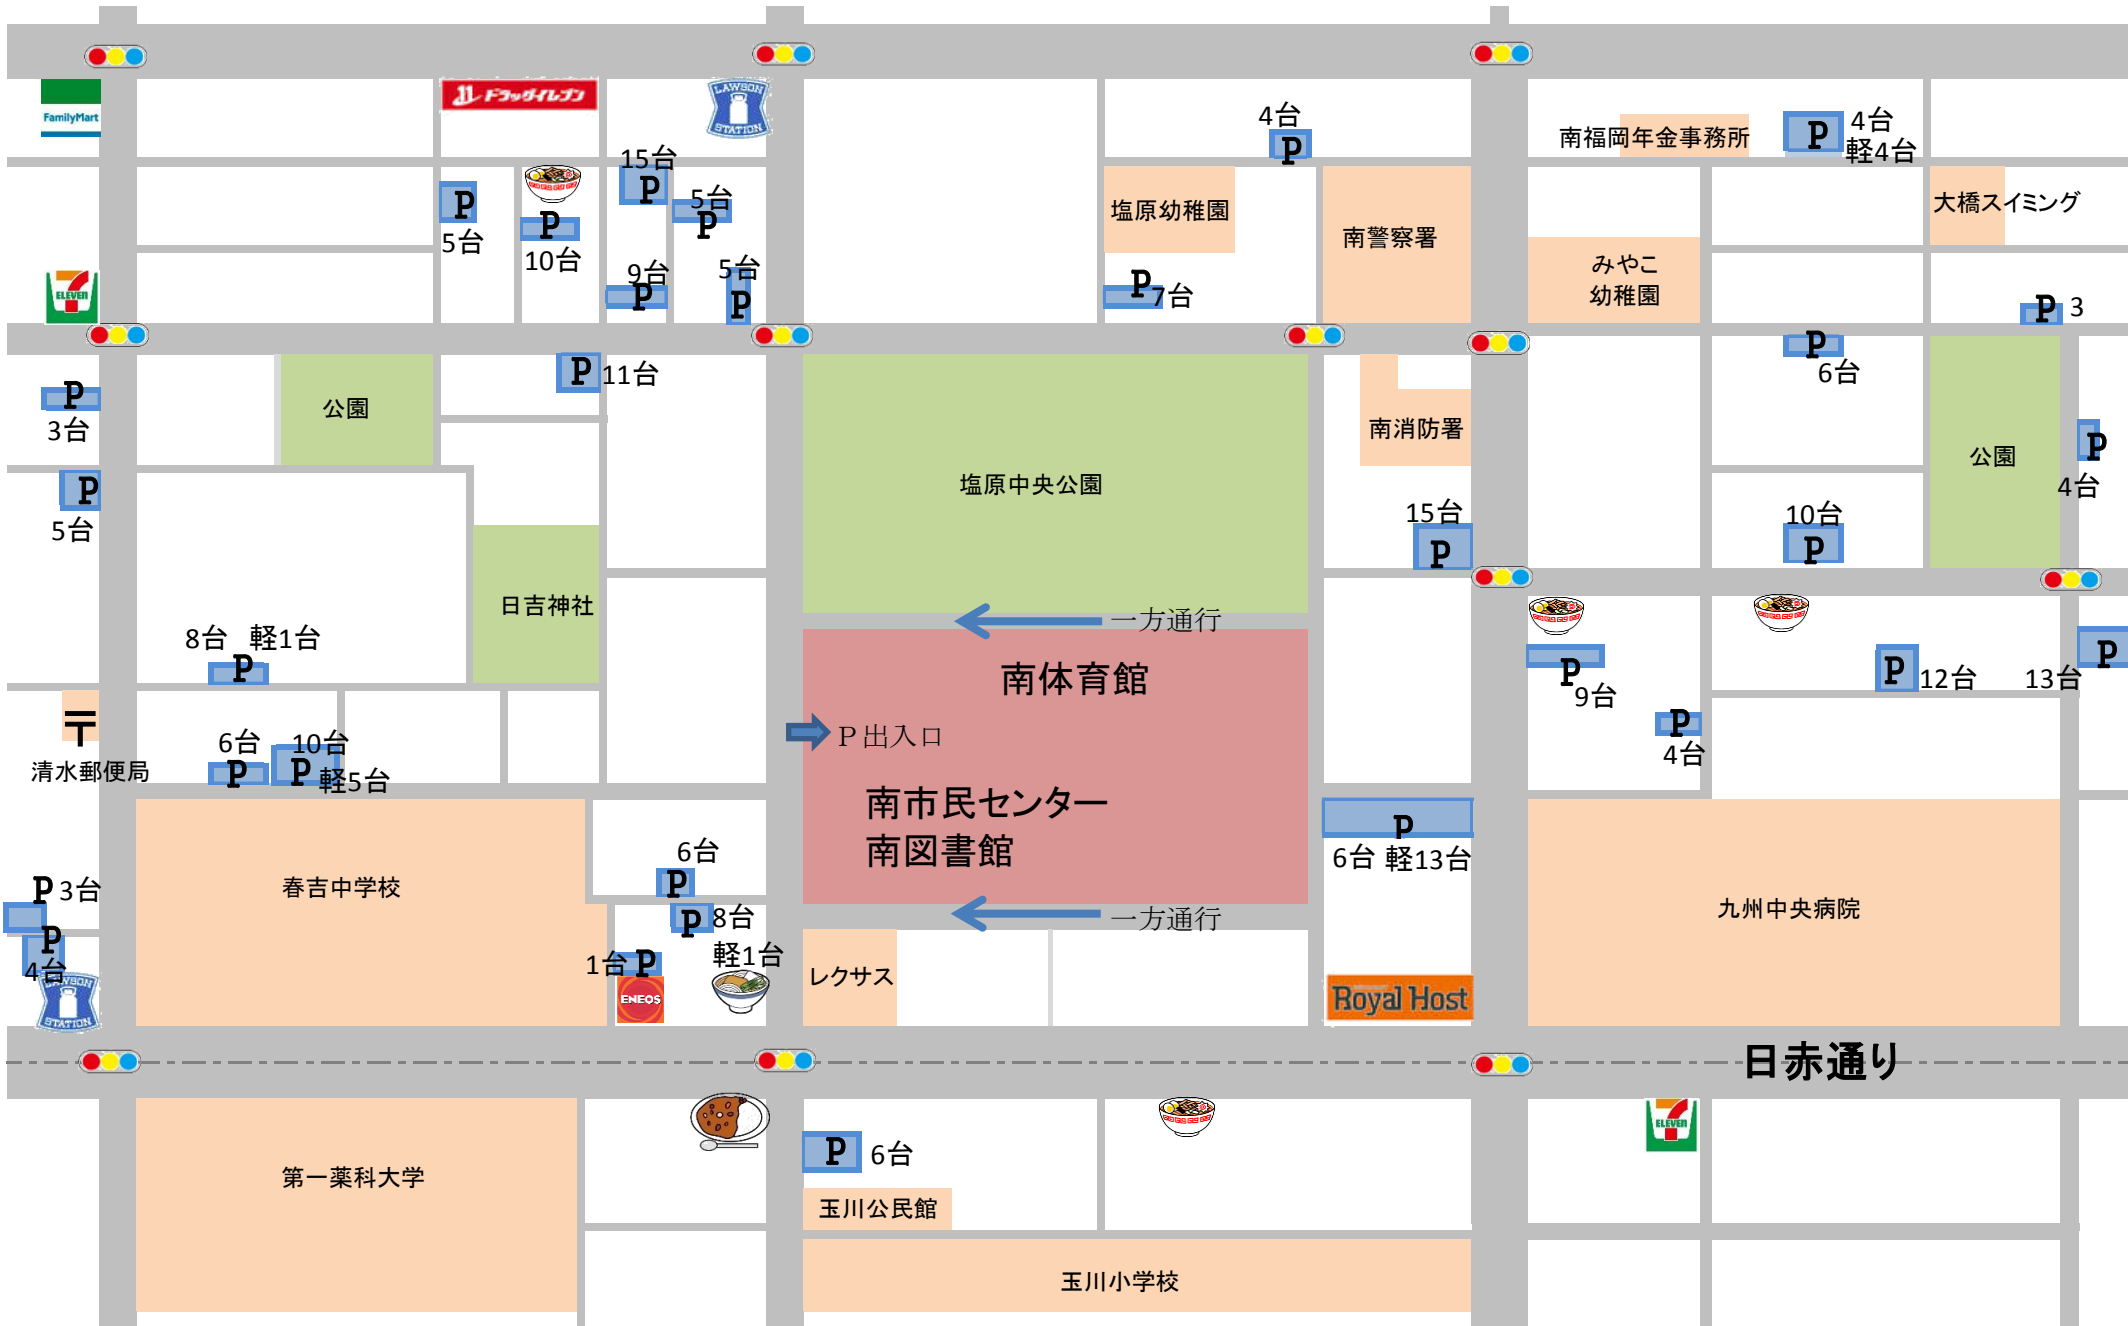 FamilyMart
ドラッグイレブン
LAWSON
STATION
15台
P
5台
P
P
5台
P
10台
9台
P
5台
P
ELEVEN
4台
P
塩原幼稚園
南警察署
P
7台
南福岡年金事務所
P
4台
軽4台
大橋スイミング
みやこ
幼稚園
P
3
P
6台
P
3台
公園
P
11台
P
5台
塩原中央公園
南消防署
15台
P
公園
P
4台
10台
P
日吉神社
8台 軽1台
P
一方通行
南体育館
P出入口
南市民センター
南図書館
P
9台
P
4台
P
12台
13台
P
〒
清水郵便局
6台
P
10台
P
軽5台
春吉中学校
6台
P
P
8台
軽1台
1台
P
ENEOS
P
3台
P
4台
LAWSON
STATION
一方通行
レクサス
P
6台 軽13台
Royal Host
九州中央病院
日赤通り
第一薬科大学
P
6台
玉川公民館
玉川小学校
7
ELEVEN